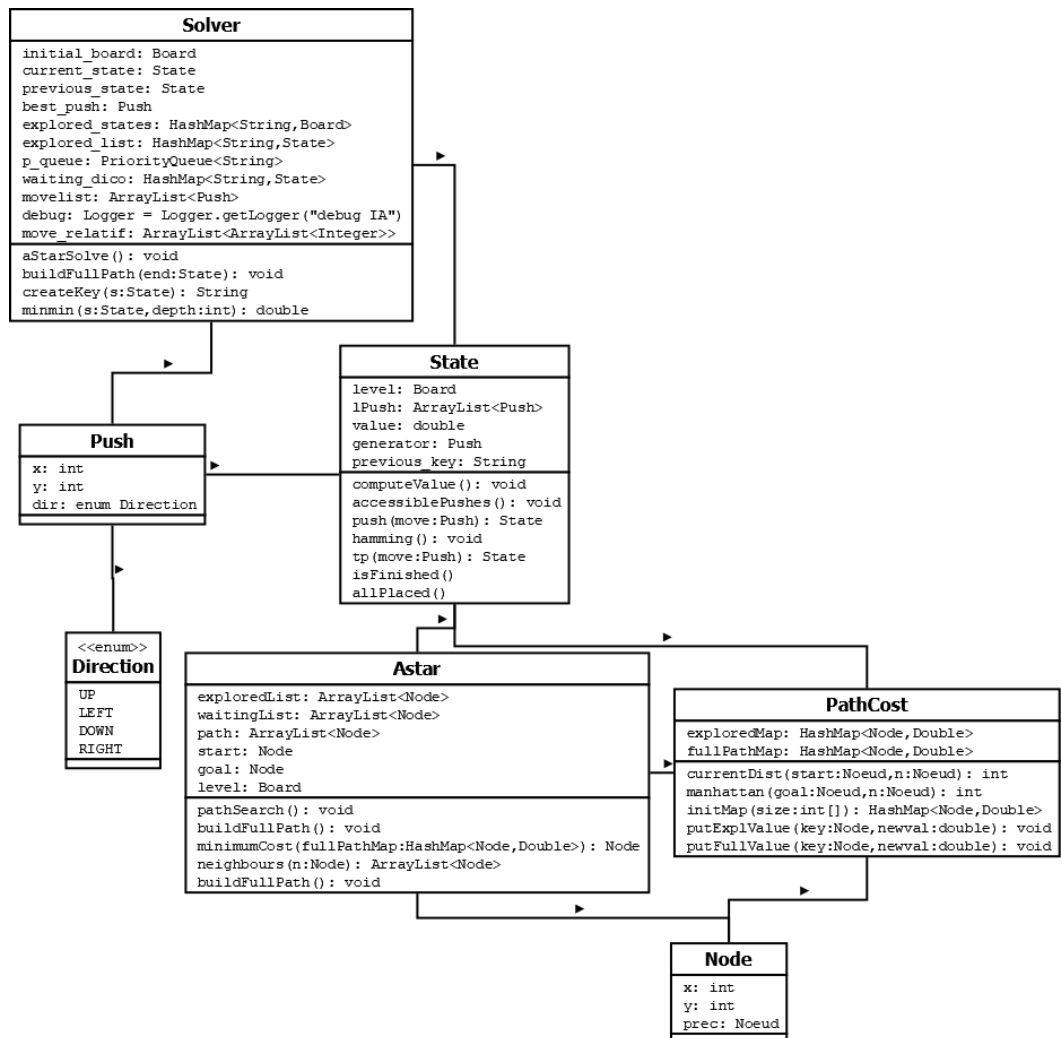 Solver
initial_board: Board
current_state: State
previous_state: State
best_push: Push
explored_states: HashMap<String,Board>
explored_list: HashMap<String,State>
p_queue: PriorityQueue<String>
waiting_dico: HashMap<String,State>
movelist: ArrayList<Push>
debug: Logger = Logger.getLogger("debug IA")
move_relatif: ArrayList<ArrayList<Integer>>
aStarSolve(): void
buildFullPath(end:State): void
createKey(s:State): String
minmin(s:State,depth:int): double
State
level: Board
lPush: ArrayList<Push>
value: double
generator: Push
previous_key: String
computeValue(): void
accessiblePushes(): void
push(move:Push): State
hamming(): void
tp(move:Push): State
isFinished()
allPlaced()
Push
x: int
y: int
dir: enum Direction
<<enum>>
Direction
UP
LEFT
DOWN
RIGHT
Astar
exploredList: ArrayList<Node>
waitingList: ArrayList<Node>
path: ArrayList<Node>
start: Node
goal: Node
level: Board
pathSearch(): void
buildFullPath(): void
minimumCost(fullPathMap:HashMap<Node,Double>): Node
neighbours(n:Node): ArrayList<Node>
buildFullPath(): void
PathCost
exploredMap: HashMap<Node,Double>
fullPathMap: HashMap<Node,Double>
currentDist(start:Noeud,n:Noeud): int
manhattan(goal:Noeud,n:Noeud): int
initMap(size:int[]): HashMap<Node,Double>
putExplValue(key:Node,newval:double): void
putFullValue(key:Node,newval:double): void
Node
x: int
y: int
prec: Noeud